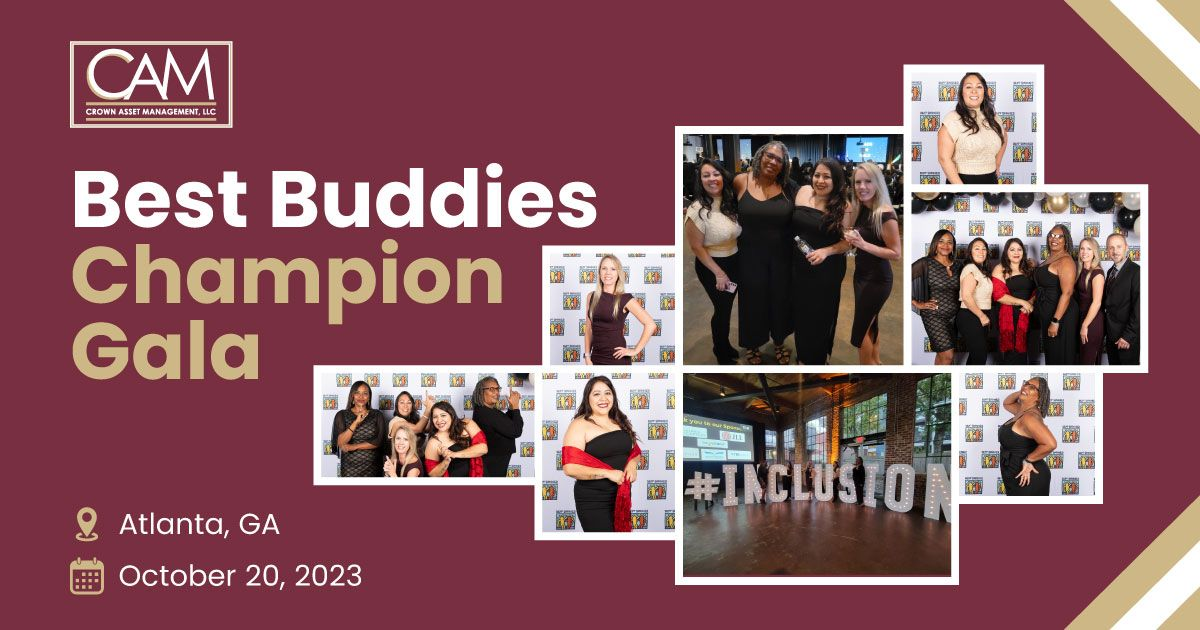 CAM
CROWN ASSET MANAGEMENT, LLC
Best Buddies
Champion
Gala
Atlanta, GA
October 20, 2023
#INCLUSION